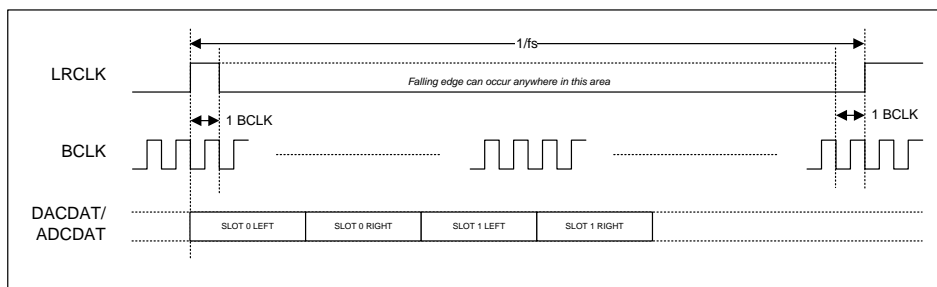 1/fs
LRCLK
Falling edge can occur anywhere in this area
1 BCLK
1 BCLK
BCLK
DACDAT/
ADCDAT
SLOT 0 LEFT
SLOT 0 RIGHT
SLOT 1 LEFT
SLOT 1 RIGHT